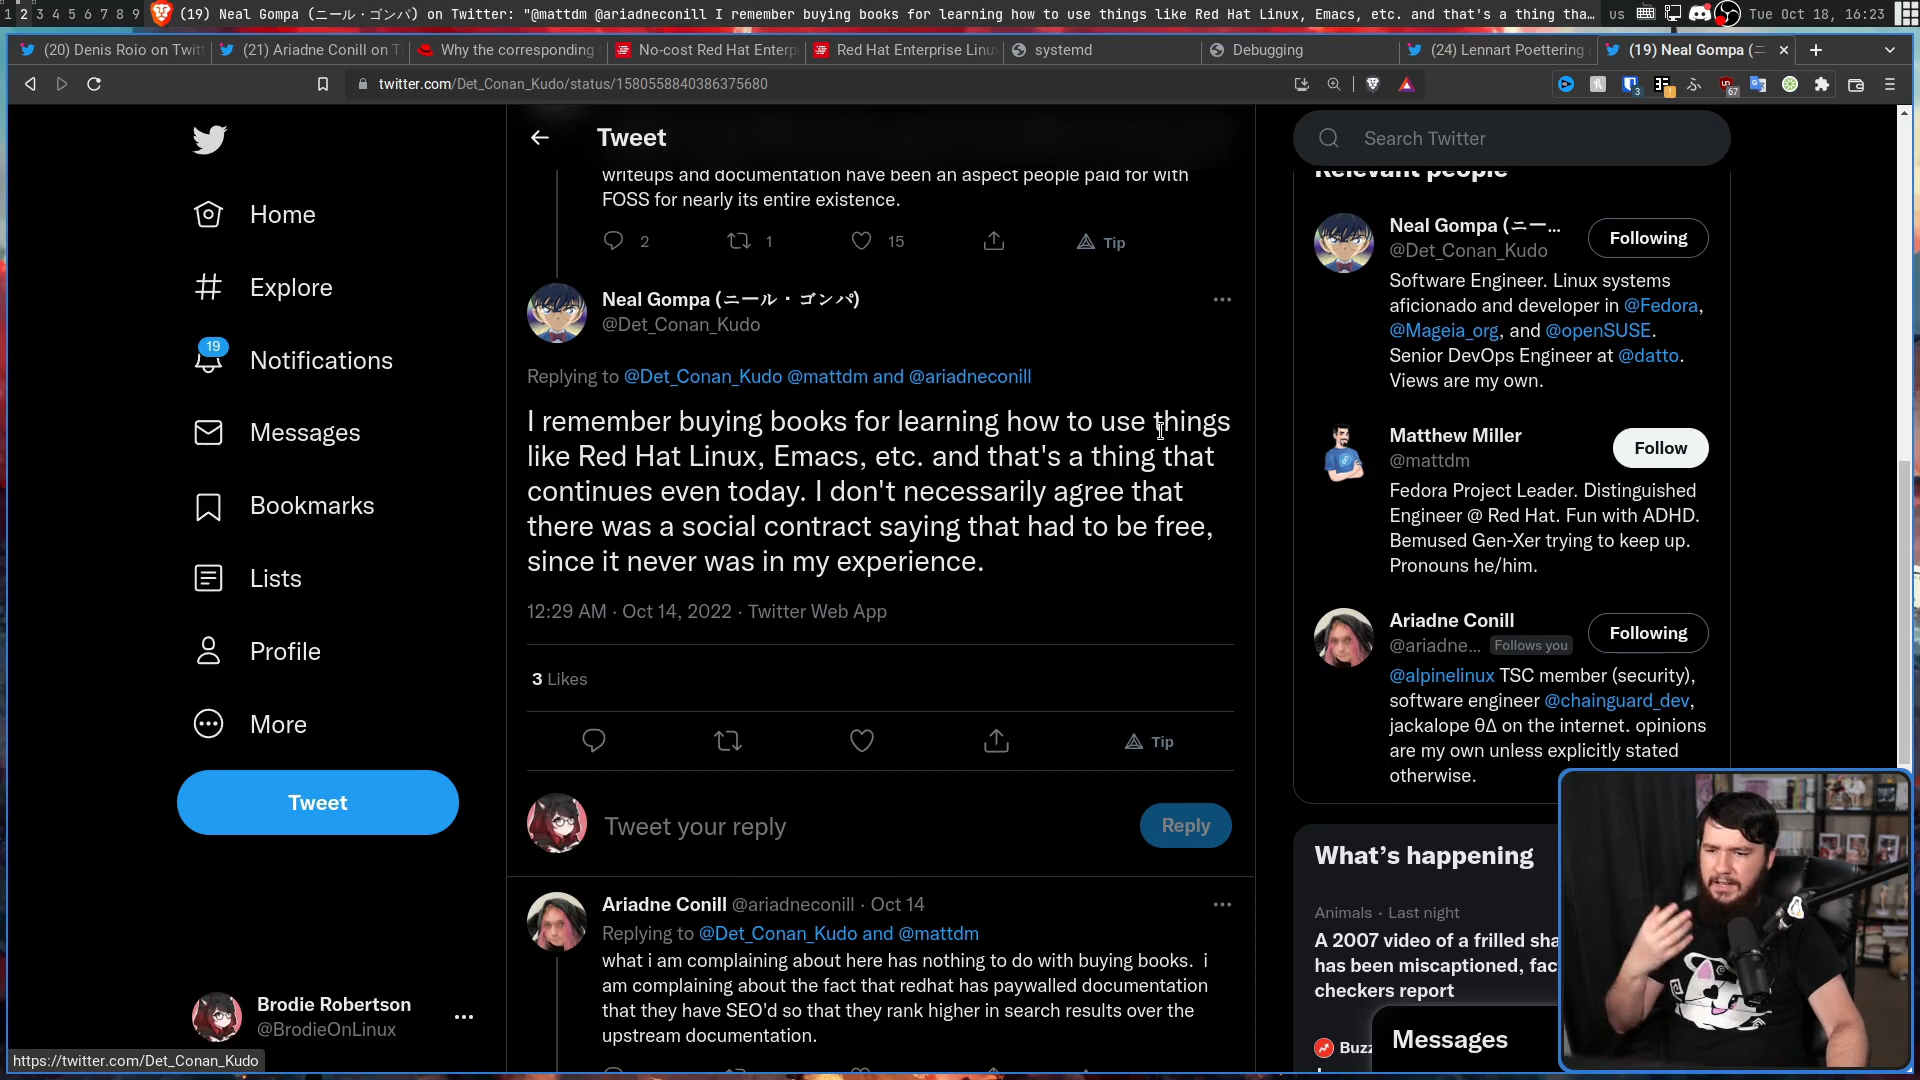 1 2 3 4 5 6 7 8 9 (19) Neal Gompa (ニール・ゴンパ) on Twitter: "@mattdm @ariadneconill I remember buying books for learning how to use things like Red Hat Linux, Emacs, etc. and that's a thing tha... us Tue Oct 18, 16:23
(20) Denis Roio on Twitt (21) Ariadne Conill on T Why the corresponding No-cost Red Hat Enterp Red Hat Enterprise Linu systemd Debugging (24) Lennart Poettering (19) Neal Gompa (ニ
twitter.com/Det_Conan_Kudo/status/1580558840386375680
3
67
Tweet
Search Twitter
writeups and documentation have been an aspect people paid for with
FOSS for nearly its entire existence.
2 1 15 Tip
Home
Explore
19
Notifications
Messages
Bookmarks
Lists
Profile
More
Tweet
Neal Gompa (ニール・ゴンパ)
@Det_Conan_Kudo
Replying to @Det_Conan_Kudo @mattdm and @ariadneconill
I remember buying books for learning how to use things
like Red Hat Linux, Emacs, etc. and that's a thing that
continues even today. I don't necessarily agree that
there was a social contract saying that had to be free,
since it never was in my experience.
12:29 AM · Oct 14, 2022 · Twitter Web App
3 Likes
Tip
Tweet your reply
Reply
Ariadne Conill @ariadneconill · Oct 14
Replying to @Det_Conan_Kudo and @mattdm
what i am complaining about here has nothing to do with buying books. i
am complaining about the fact that redhat has paywalled documentation
that they have SEO'd so that they rank higher in search results over the
upstream documentation.
Relevant people
Neal Gompa (ニー...
@Det_Conan_Kudo
Following
Software Engineer. Linux systems
aficionado and developer in @Fedora,
@Mageia_org, and @openSUSE.
Senior DevOps Engineer at @datto.
Views are my own.
Matthew Miller
@mattdm
Follow
Fedora Project Leader. Distinguished
Engineer @ Red Hat. Fun with ADHD.
Bemused Gen-Xer trying to keep up.
Pronouns he/him.
Ariadne Conill
@ariadne... Follows you
Following
@alpinelinux TSC member (security),
software engineer @chainguard_dev,
jackalope θΔ on the internet. opinions
are my own unless explicitly stated
otherwise.
What's happening
Animals · Last night
A 2007 video of a frilled sha
has been miscaptioned, fac
checkers report
Buzz
Messages
Brodie Robertson
@BrodieOnLinux
https://twitter.com/Det_Conan_Kudo